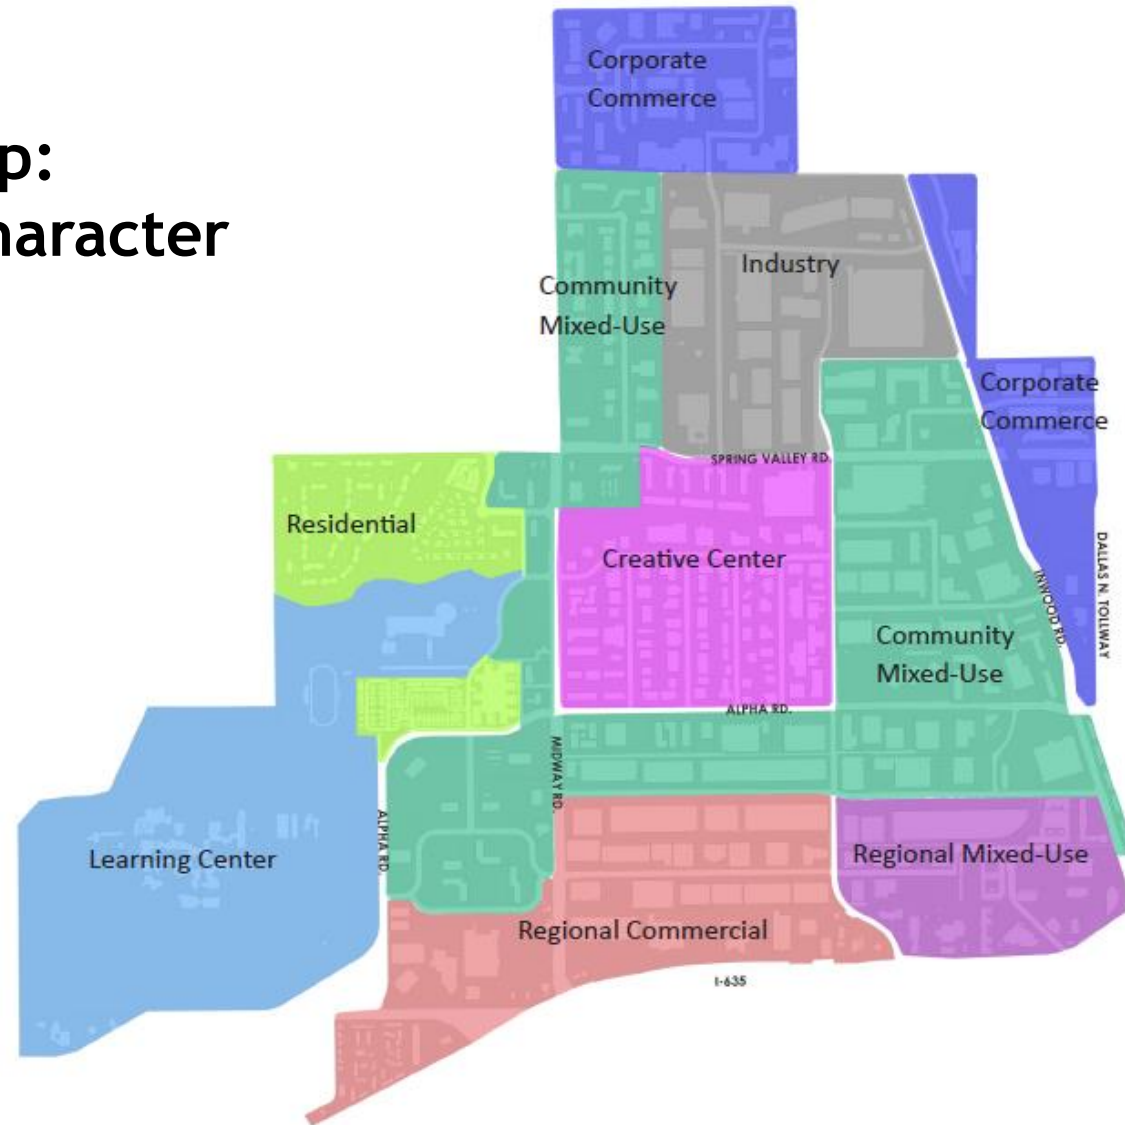 p:
haracter
Corporate
Commerce
Industry
Community
Mixed-Use
Corporate
Commerce
SPRING VALLEY RD.
Residential
Creative Center
DALLAS N. TOLLWAY
INWOOD RD.
Community
Mixed-Use
ALPHA RD.
MIDWAY RD.
ALPHA RD.
Learning Center
Regional Mixed-Use
Regional Commercial
I-635